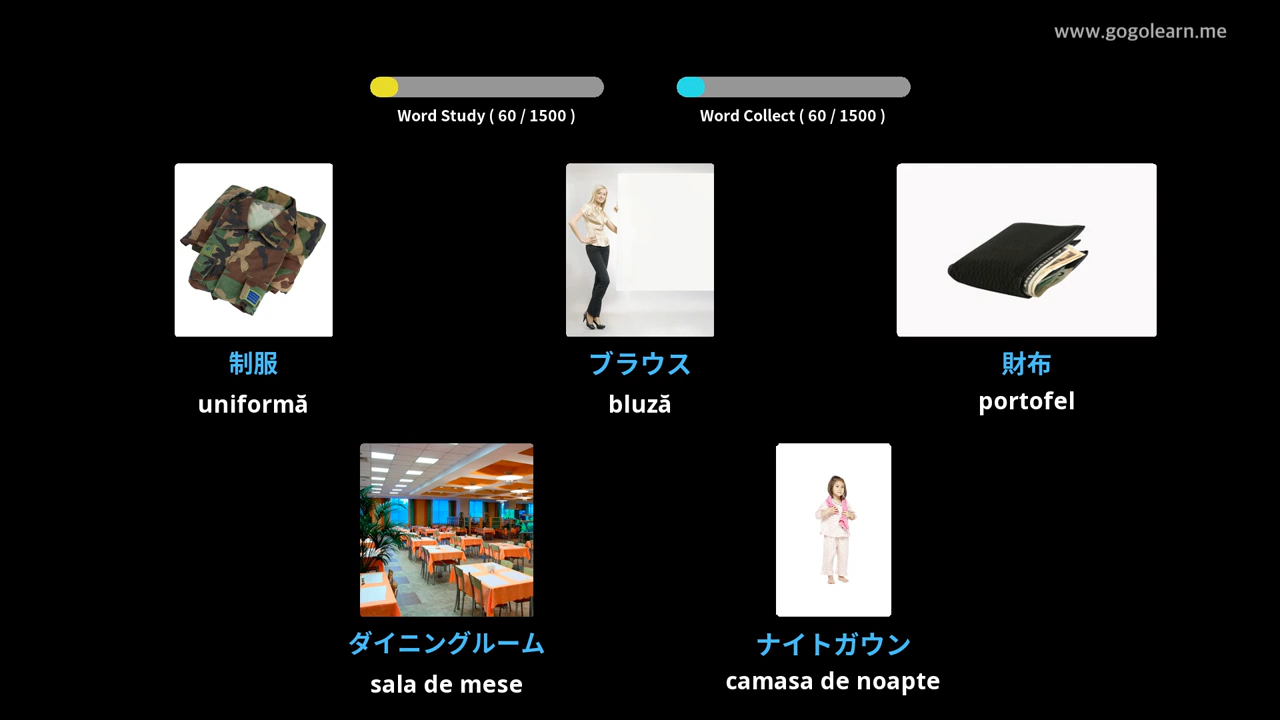 www.gogolearn.me
Word Study ( 60 / 1500 )
Word Collect ( 60 / 1500 )
制服
uniformă
ブラウス
bluză
財布
portofel
ダイニングルーム
sala de mese
ナイトガウン
camasa de noapte